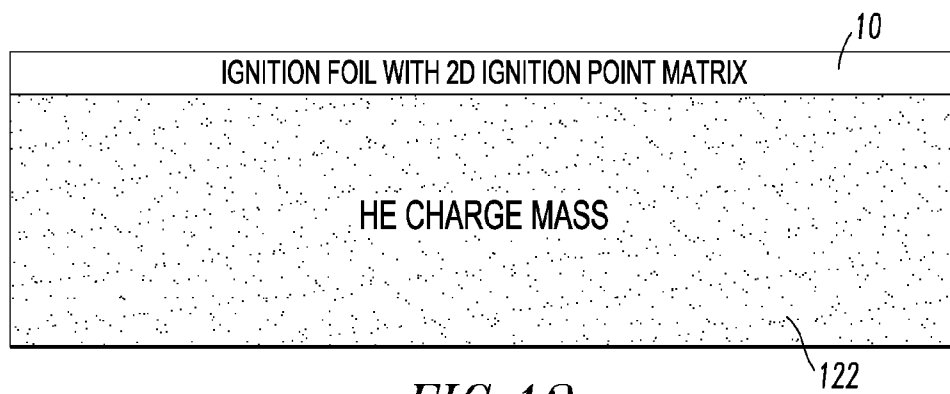 10
IGNITION FOIL WITH 2D IGNITION POINT MATRIX
HE CHARGE MASS
122